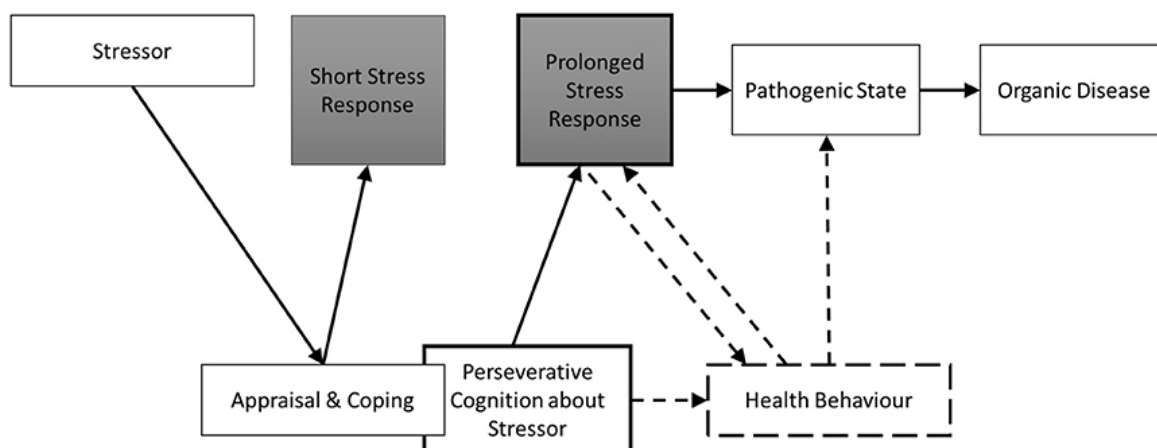 Stressor
Short Stress
Response
Prolonged
Stress
Response
Pathogenic State
Organic Disease
Appraisal & Coping
Perseverative
Cognition about
Stressor
Health Behaviour